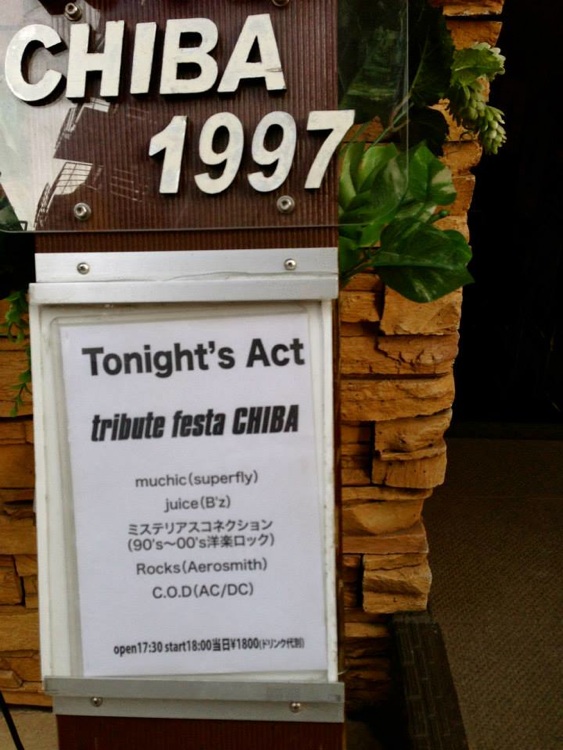 CHIBA
1997
Tonight's Act
tribute festa CHIBA
muchic(superfly)
juice(B'z)
ミステリアスコネクション
(90's〜00's洋楽ロック)
Rocks(Aerosmith)
C.O.D(AC/DC)
open17:30 start18:00当日¥1800(ドリンク代別)